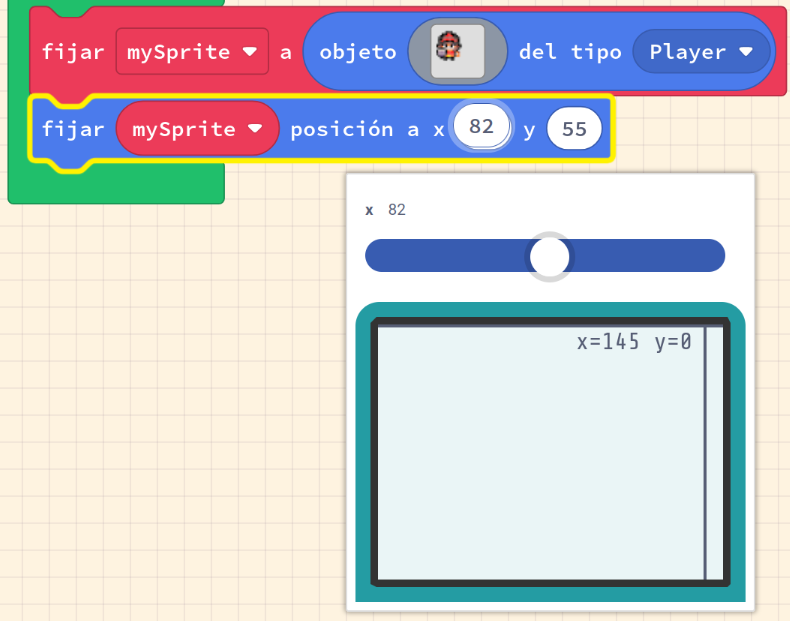 fijar mySprite a objeto del tipo Player
fijar mySprite posición a x 82 y 55
x 82
x=145 y=0